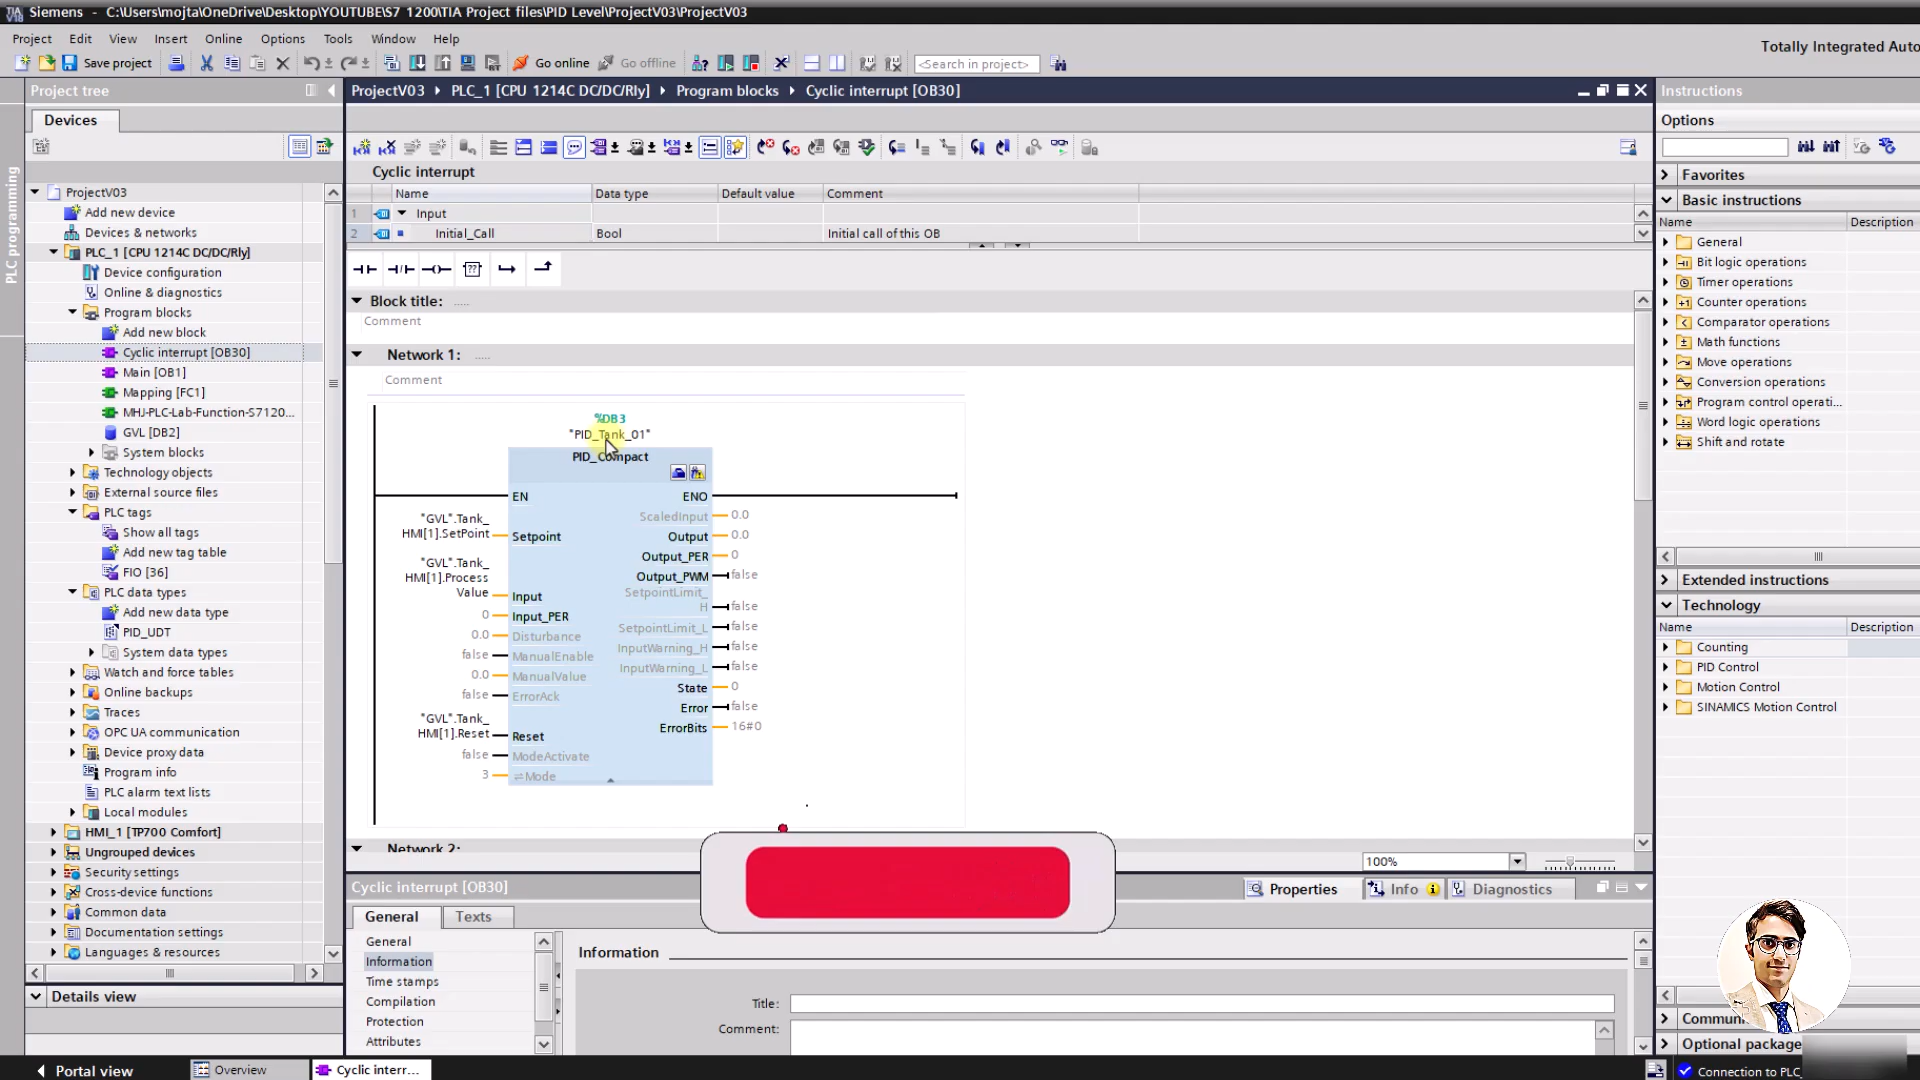 Siemens - C:\Users\mojta\OneDrive\Desktop\YOUTUBE\S7 1200\TIA Project files\PID Level\ProjectV03\ProjectV03
Project Edit View Insert Online Options Tools Window Help
Totally Integrated Auto
Save project
Go online
Go offline
<Search in project>
Project tree
ProjectV03 PLC_1 [CPU 1214C DC/DC/Rly] Program blocks Cyclic interrupt [OB30]
Instructions
Devices
Options
PLC programming
Cyclic interrupt
Name Data type Default value Comment
1 Input
2 Initial_Call Bool Initial call of this OB
ProjectV03
Add new device
Devices & networks
PLC_1 [CPU 1214C DC/DC/Rly]
Device configuration
Online & diagnostics
Program blocks
Add new block
Cyclic interrupt [OB30]
Main [OB1]
Mapping [FC1]
MHJ-PLC-Lab-Function-S7120...
GVL [DB2]
System blocks
Technology objects
External source files
PLC tags
Show all tags
Add new tag table
FIO [36]
PLC data types
Add new data type
PID_UDT
System data types
Watch and force tables
Online backups
Traces
OPC UA communication
Device proxy data
Program info
PLC alarm text lists
Local modules
HMI_1 [TP700 Comfort]
Ungrouped devices
Security settings
Cross-device functions
Common data
Documentation settings
Languages & resources
Details view
Block title: .....
Comment
Network 1: .....
Comment
%DB3
"PID_Tank_01"
PID_Compact
EN
ENO
"GVL".Tank_
HMI[1].SetPoint
Setpoint
"GVL".Tank_
HMI[1].Process
Value
Input
0 Input_PER
0.0 Disturbance
false ManualEnable
0.0 ManualValue
false ErrorAck
"GVL".Tank_
HMI[1].Reset
Reset
false ModeActivate
3 Mode
ScaledInput 0.0
Output 0.0
Output_PER 0
Output_PWM false
SetpointLimit_
H false
SetpointLimit_L false
InputWarning_H false
InputWarning_L false
State 0
Error false
ErrorBits 16#0
Network 2:
100%
Cyclic interrupt [OB30]
Properties Info Diagnostics
General Texts
General
Information
Time stamps
Compilation
Protection
Attributes
Information
Title:
Comment:
Favorites
Basic instructions
Name Description
General
Bit logic operations
Timer operations
Counter operations
Comparator operations
Math functions
Move operations
Conversion operations
Program control operati...
Word logic operations
Shift and rotate
Extended instructions
Technology
Name Description
Counting
PID Control
Motion Control
SINAMICS Motion Control
Optional package
Portal view
Overview
Cyclic interr...
Connection to PLC_